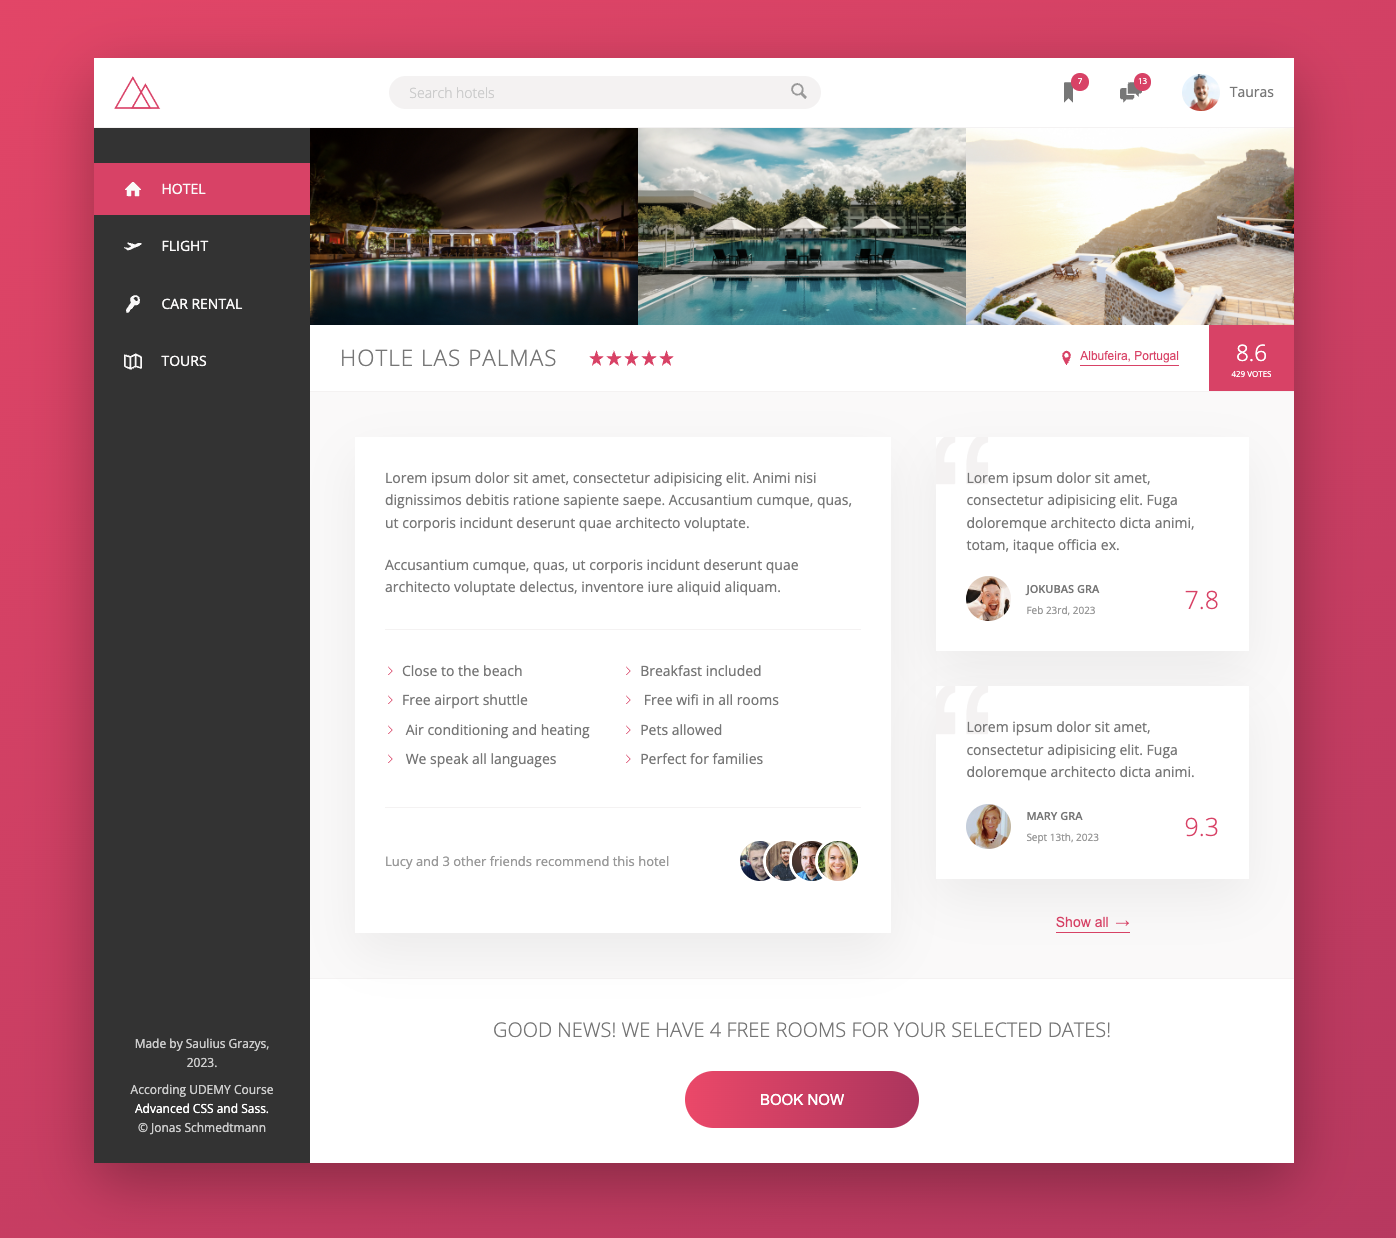 Search hotels
7
13
Tauras
HOTEL
FLIGHT
CAR RENTAL
TOURS
HOTLE LAS PALMAS
Albufeira, Portugal
8.6
429 VOTES
Lorem ipsum dolor sit amet, consectetur adipisicing elit. Animi nisi
dignissimos debitis ratione sapiente saepe. Accusantium cumque, quas,
ut corporis incidunt deserunt quae architecto voluptate.
Accusantium cumque, quas, ut corporis incidunt deserunt quae
architecto voluptate delectus, inventore iure aliquid aliquam.
Close to the beach
Breakfast included
Free airport shuttle
Free wifi in all rooms
Air conditioning and heating
Pets allowed
We speak all languages
Perfect for families
Lucy and 3 other friends recommend this hotel
“
Lorem ipsum dolor sit amet,
consectetur adipisicing elit. Fuga
doloremque architecto dicta animi,
totam, itaque officia ex.
JOKUBAS GRA
Feb 23rd, 2023
7.8
“
Lorem ipsum dolor sit amet,
consectetur adipisicing elit. Fuga
doloremque architecto dicta animi.
MARY GRA
Sept 13th, 2023
9.3
Show all →
GOOD NEWS! WE HAVE 4 FREE ROOMS FOR YOUR SELECTED DATES!
BOOK NOW
Made by Saulius Grazys,
2023.
According UDEMY Course
Advanced CSS and Sass.
© Jonas Schmedtmann